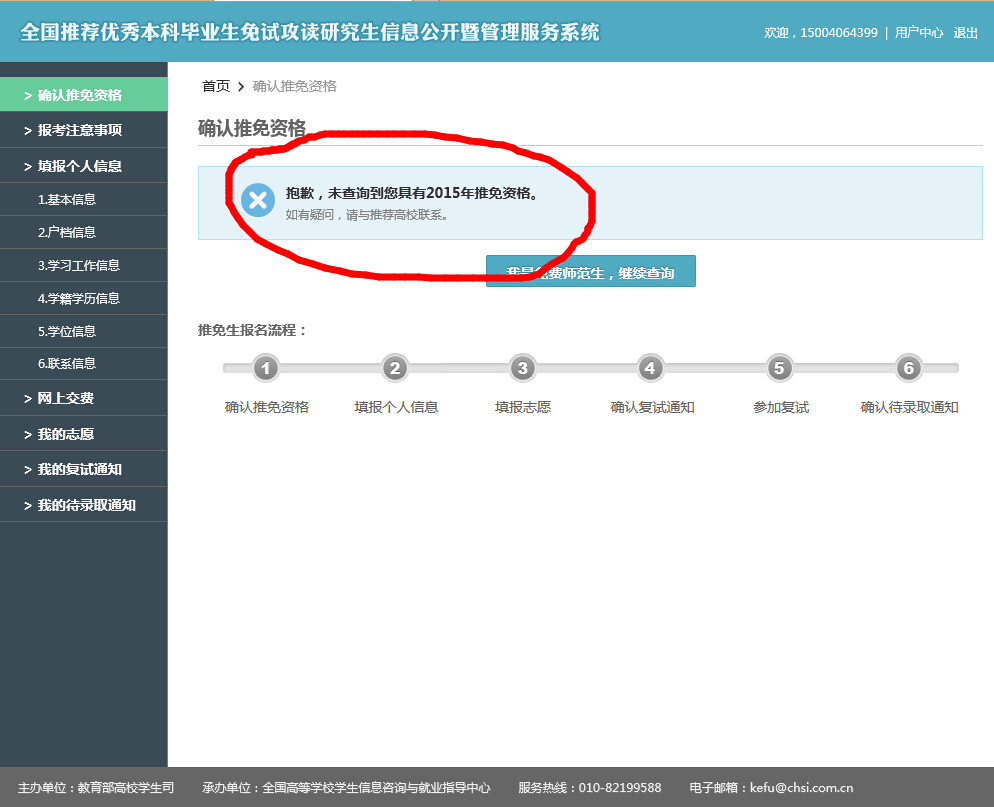 全国推荐优秀本科毕业生免试攻读研究生信息公开暨管理服务系统
欢迎，15004064399 | 用户中心 退出
> 确认推免资格
> 报考注意事项
> 填报个人信息
1.基本信息
2.户档信息
3.学习工作信息
4.学籍学历信息
5.学位信息
6.联系信息
> 网上交费
> 我的志愿
> 我的复试通知
> 我的待录取通知
首页 > 确认推免资格
确认推免资格
抱歉，未查询到您具有2015年推免资格。
如有疑问，请与推荐高校联系。
我是免费师范生，继续查询
推免生报名流程：
1 2 3 4 5 6
确认推免资格 填报个人信息 填报志愿 确认复试通知 参加复试 确认待录取通知
主办单位：教育部高校学生司 承办单位：全国高等学校学生信息咨询与就业指导中心 服务热线：010-82199588 电子邮箱：kefu@chsi.com.cn